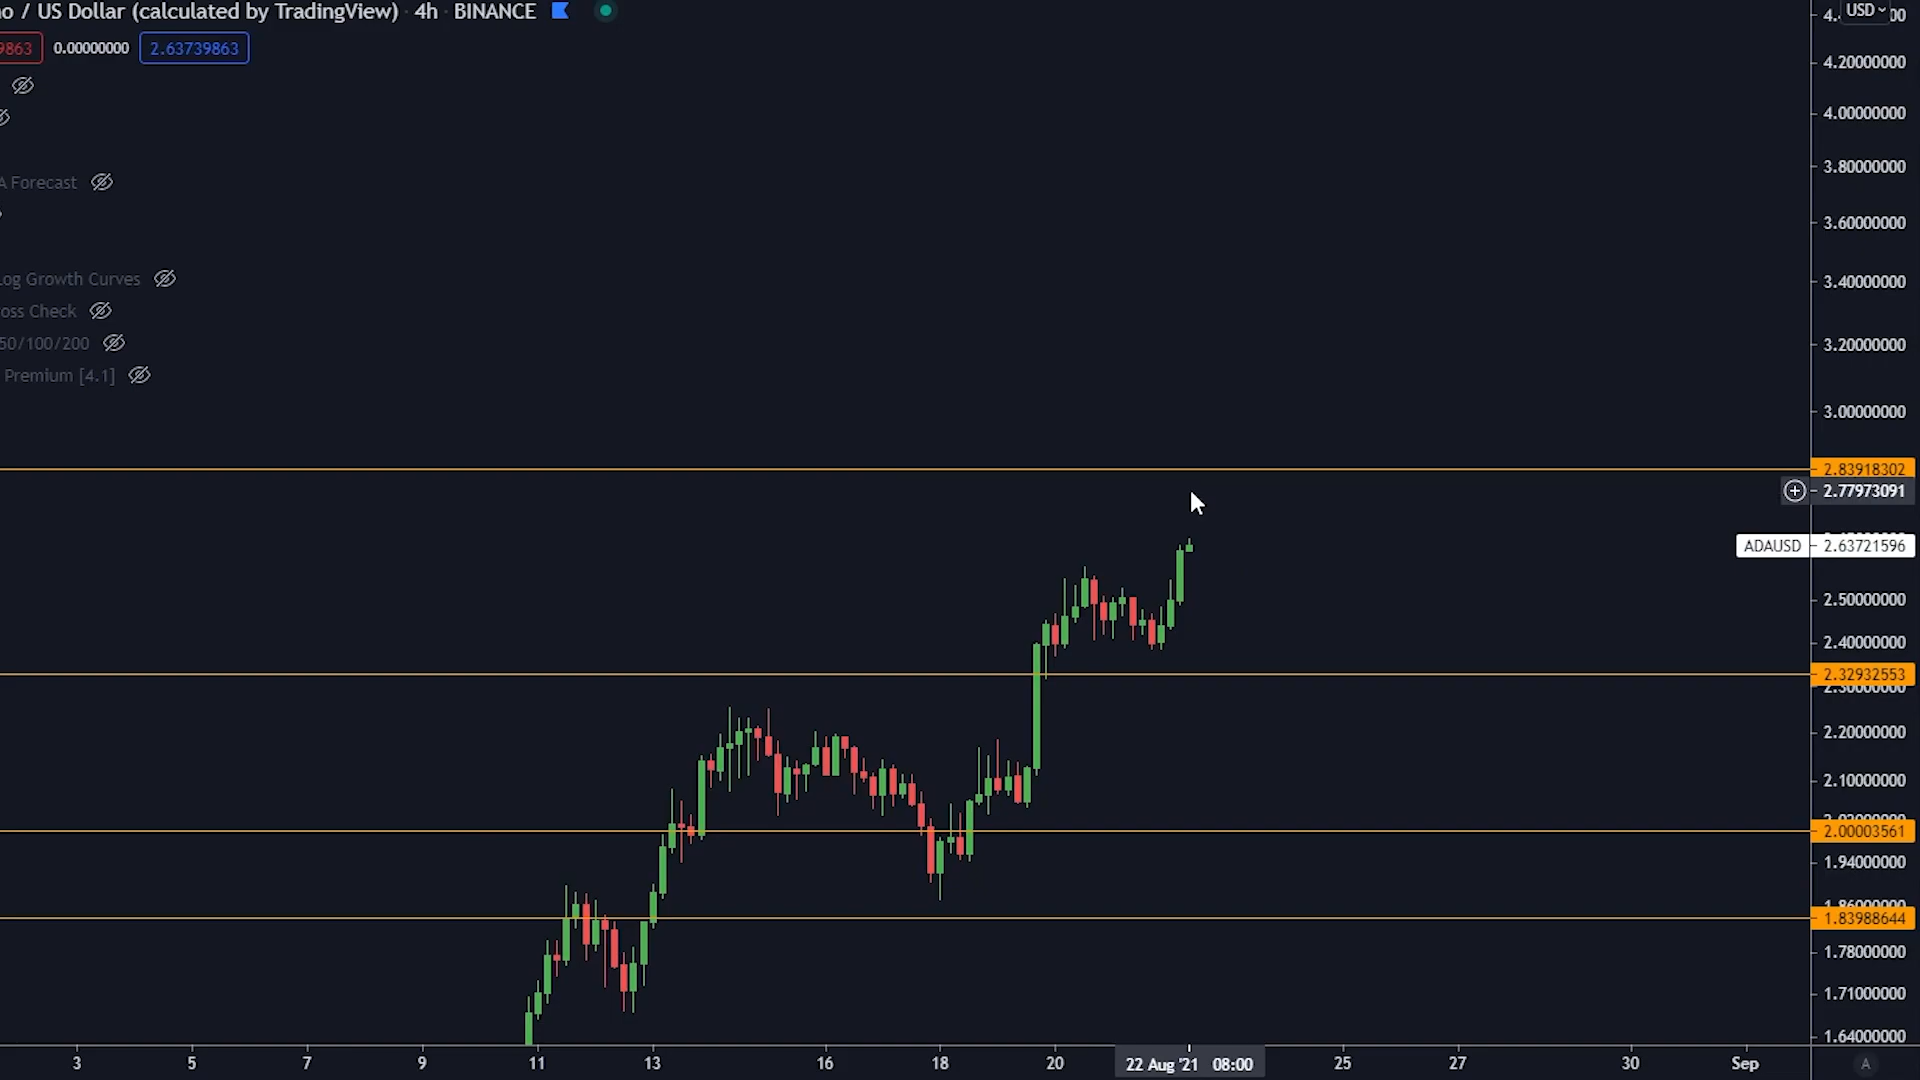 o / US Dollar (calculated by TradingView) · 4h · BINANCE
9863 0.00000000 2.63739863
A Forecast
Log Growth Curves
oss Check
50/100/200
Premium [4.1]
USD
4.20000000
4.00000000
3.80000000
3.60000000
3.40000000
3.20000000
3.00000000
2.83918302
2.77973091
ADAUSD 2.63721596
2.50000000
2.40000000
2.32932553
2.30000000
2.20000000
2.10000000
2.00003561
1.94000000
1.86000000
1.83988644
1.78000000
1.71000000
1.64000000
3 5 7 9 11 13 16 18 20 22 Aug '21 08:00 25 27 30 Sep A